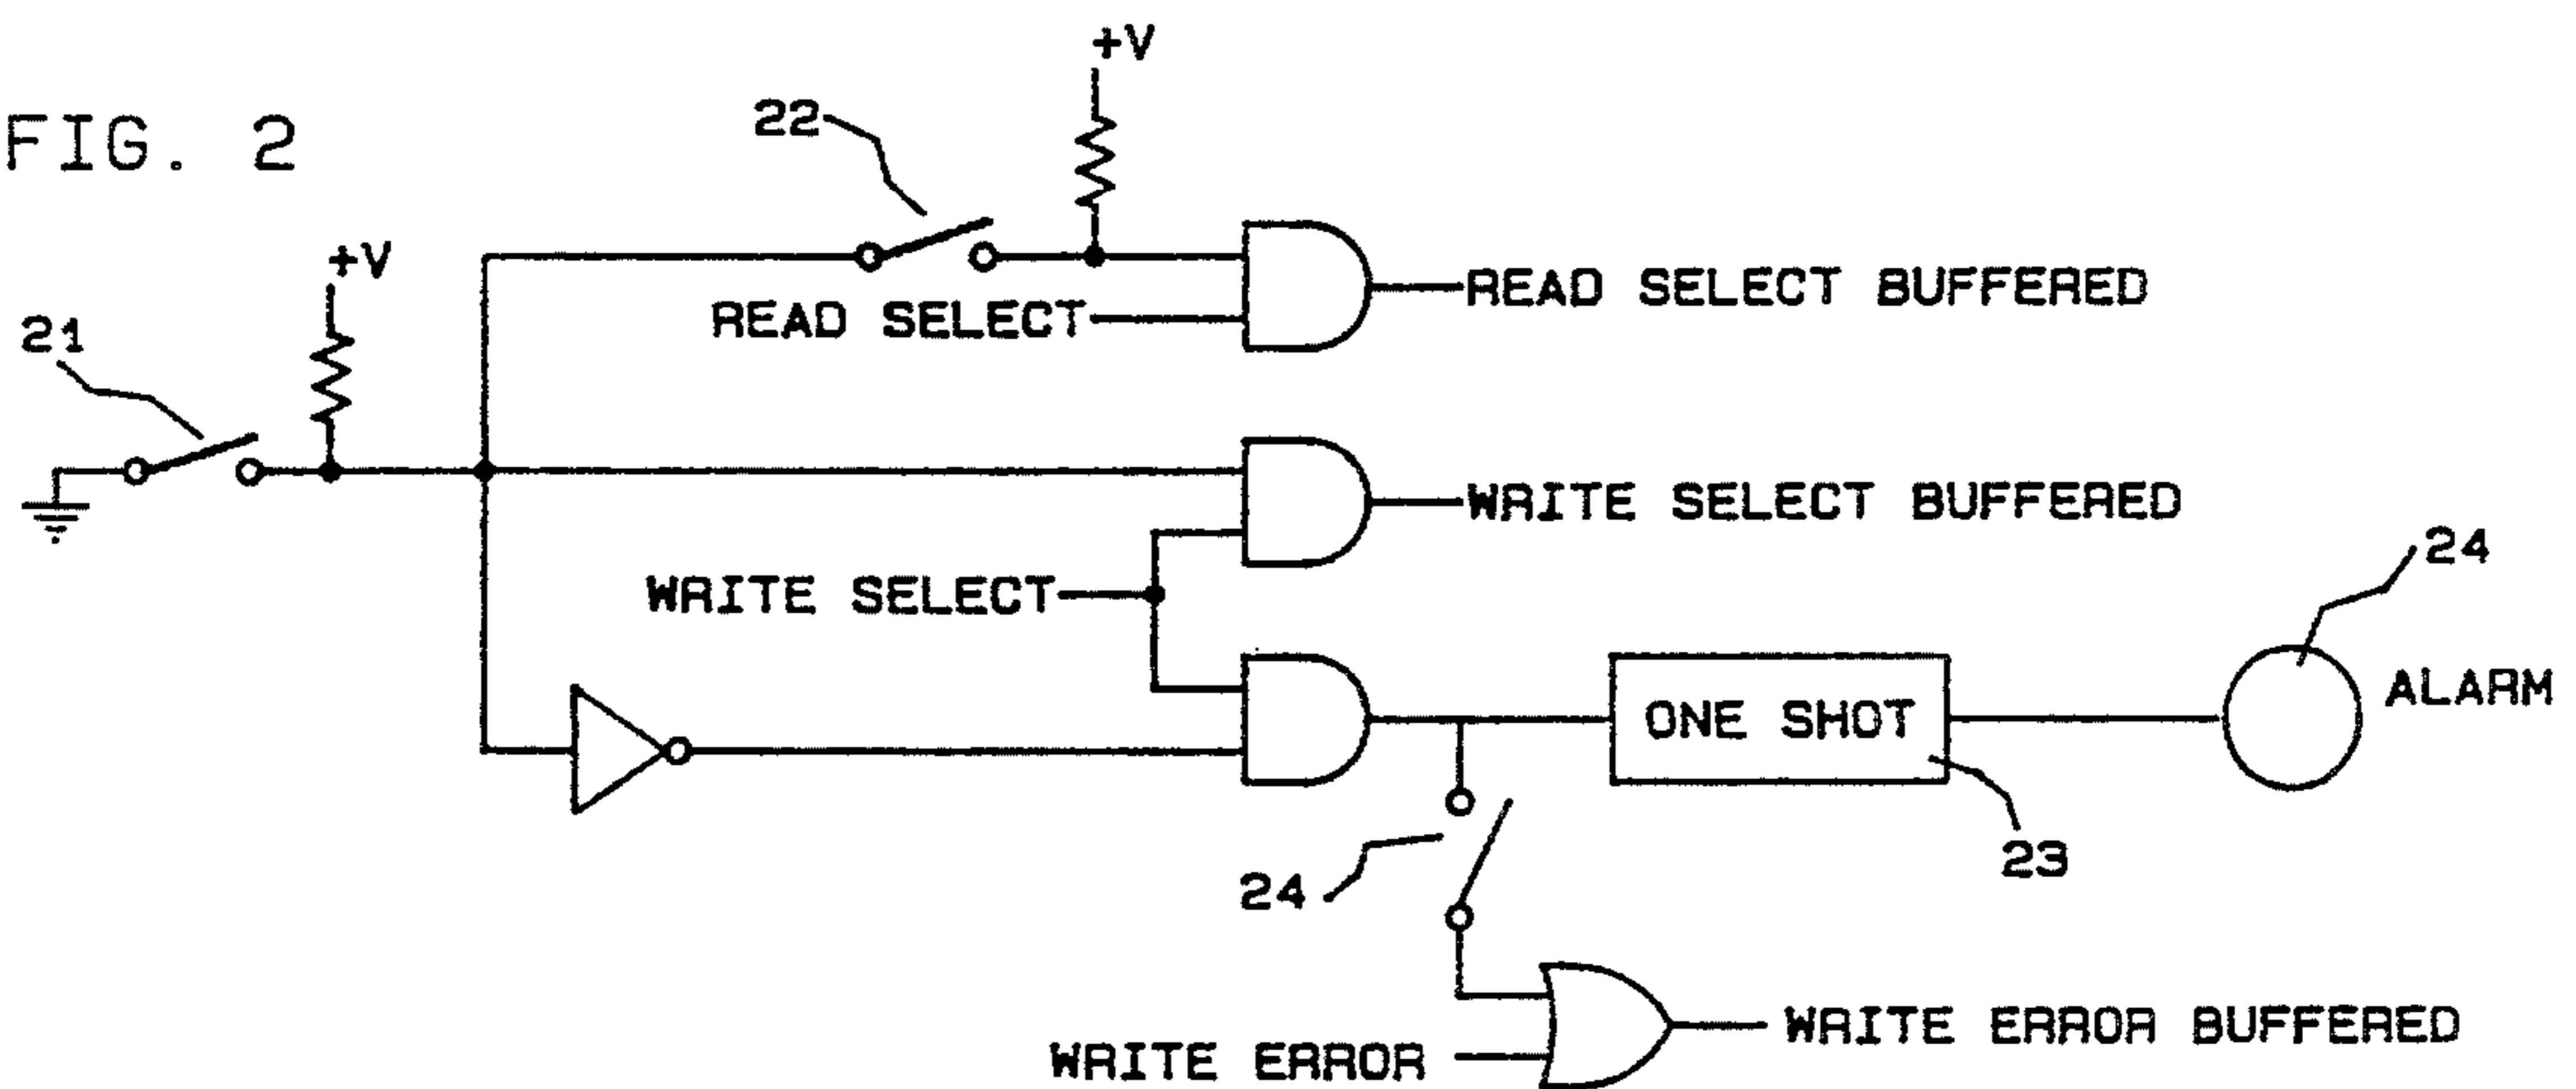 +V
22
FIG. 2
+V
READ SELECT BUFFERED
READ SELECT
21
WRITE SELECT BUFFERED
24
WRITE SELECT
ALARM
ONE SHOT
23
24
WRITE ERROR BUFFERED
WRITE ERROR